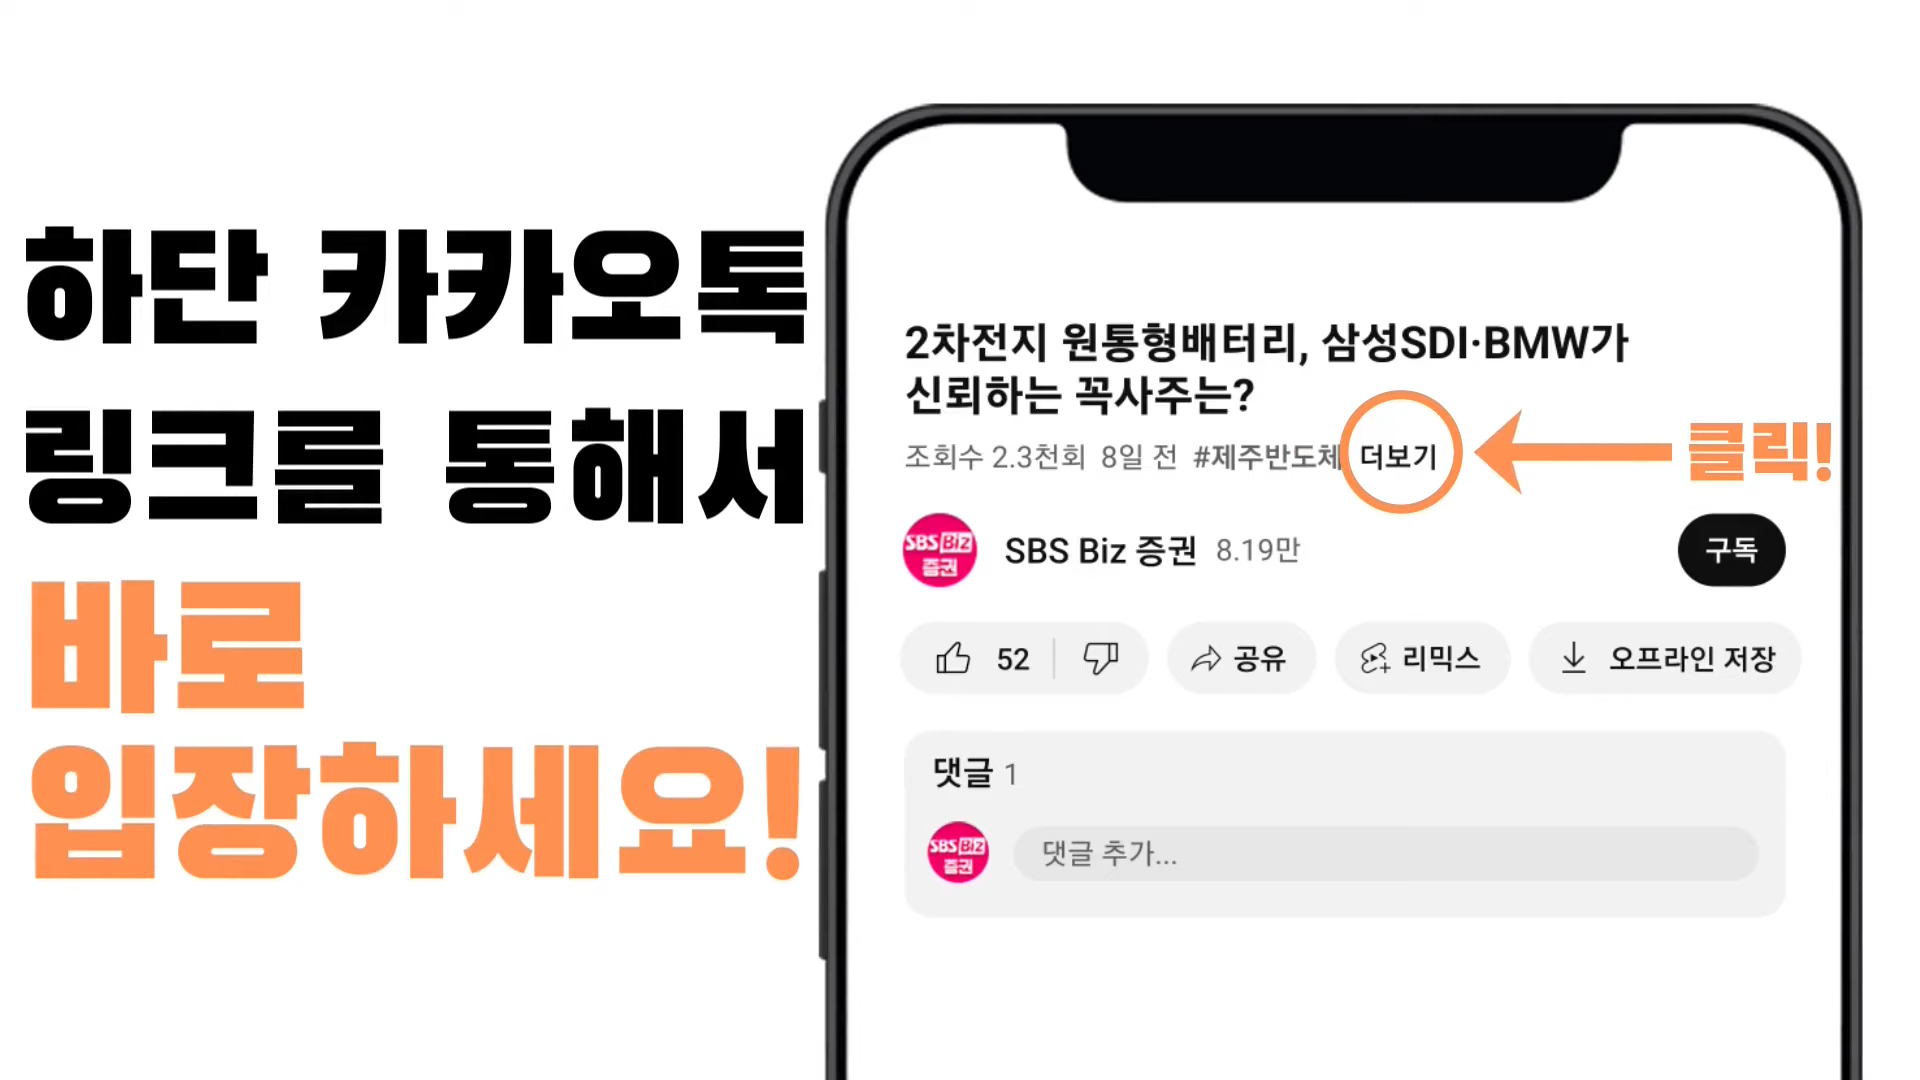 하단 카카오톡
링크를 통해서
바로
입장하세요!
2차전지 원통형배터리, 삼성SDI·BMW가
신뢰하는 꼭사주는?
조회수 2.3천회 8일 전 #제주반도체 더보기
클릭!
SBS Biz 증권
SBS Biz 증권 8.19만
구독
52
공유
리믹스
오프라인 저장
댓글 1
SBS Biz 증권
댓글 추가...